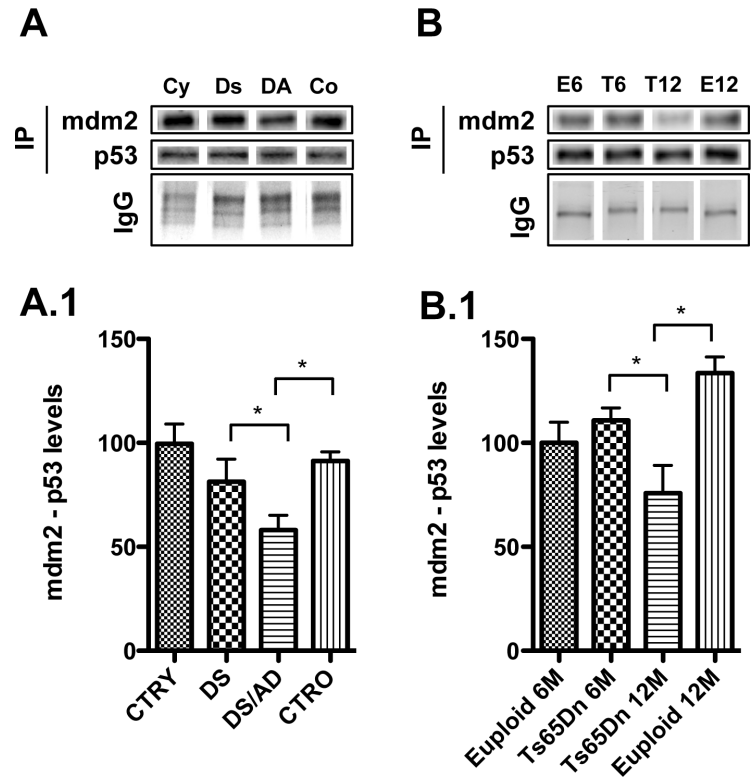 A
Cy Ds DA Co
IP
mdm2
p53
IgG
B
E6 T6 T12 E12
IP
mdm2
p53
IgG
A.1
mdm2 - p53 levels
150
100
50
0
*
*
CTRY
DS
DS/AD
CTRO
B.1
mdm2 - p53 levels
150
100
50
0
*
*
Euploid 6M
Ts65Dn 6M
Ts65Dn 12M
Euploid 12M